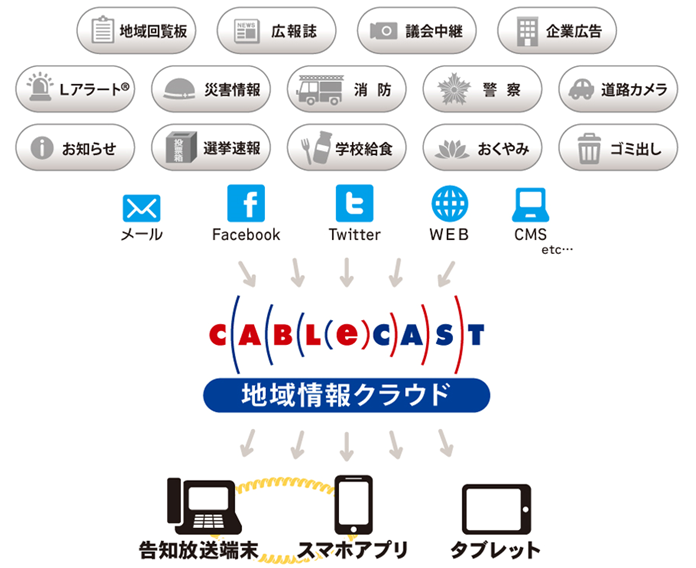 地域回覧板
NEWS
広報誌
議会中継
企業広告
Lアラート®
災害情報
消防
警察
道路カメラ
お知らせ
投票箱
選挙速報
学校給食
おくやみ
ゴミ出し
メール
Facebook
Twitter
WEB
CMS
etc…
CABLeCAST
地域情報クラウド
告知放送端末
スマホアプリ
タブレット